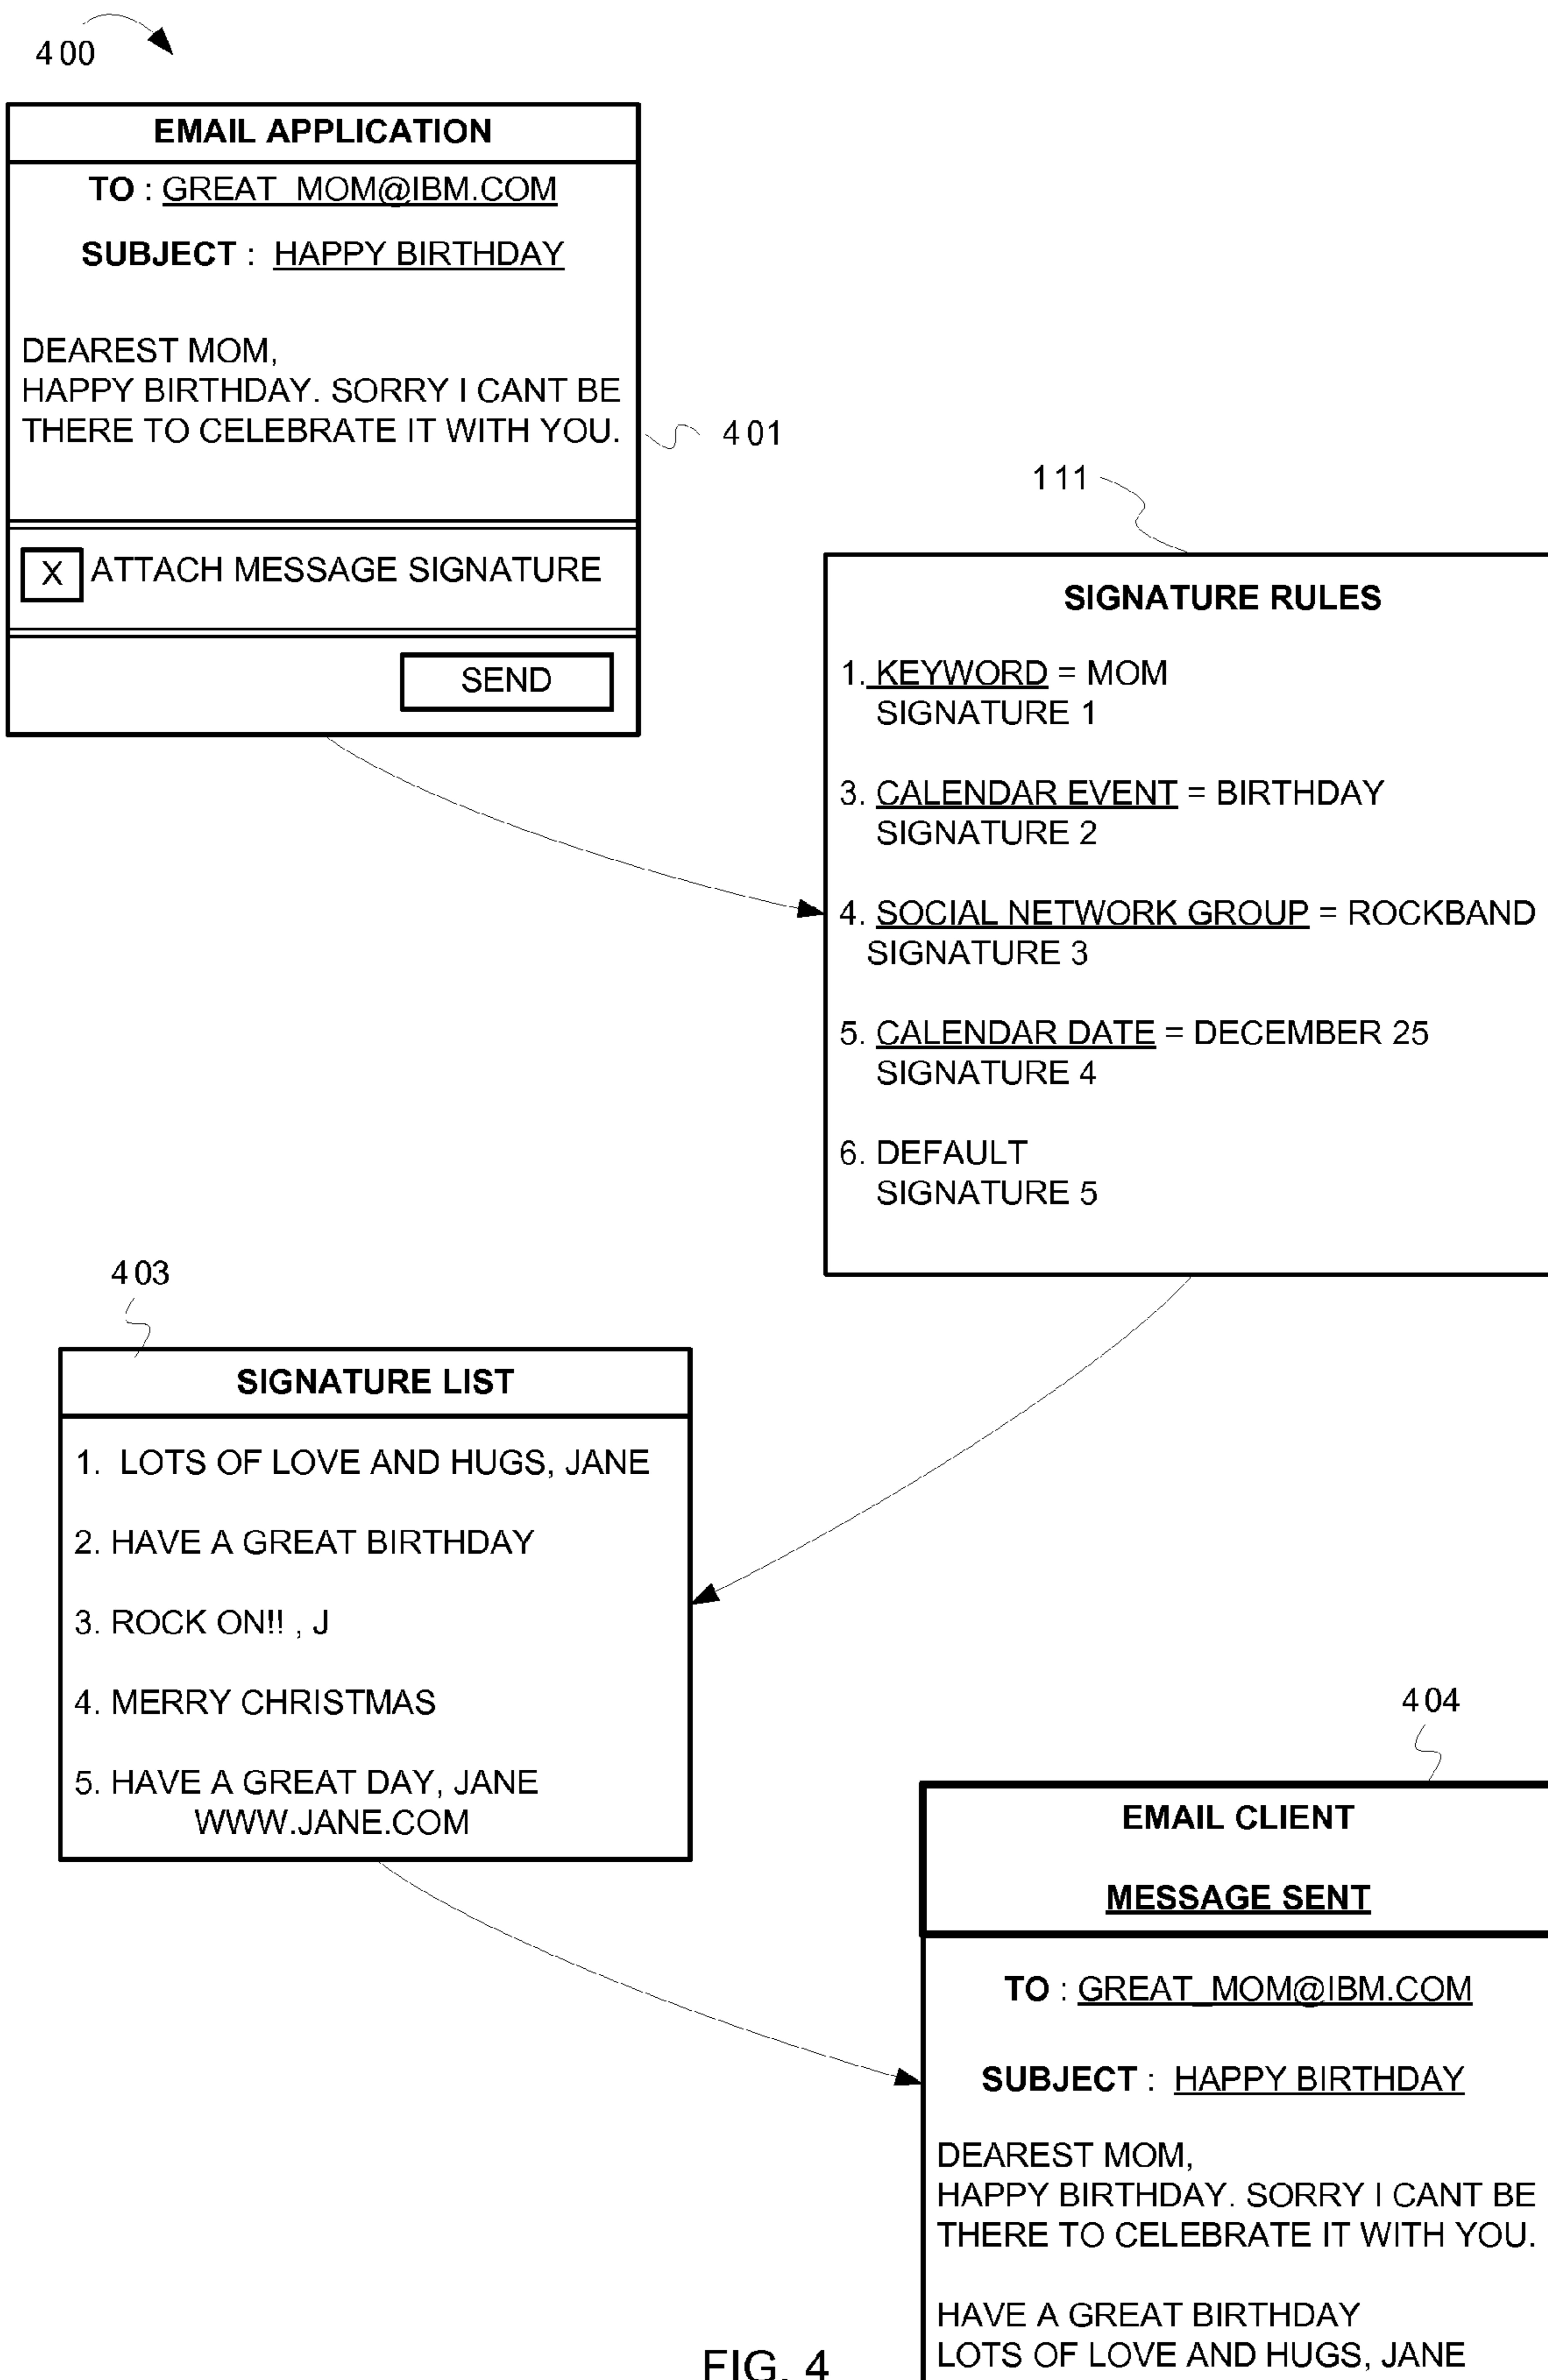 400
EMAIL APPLICATION
TO : GREAT_MOM@IBM.COM
SUBJECT : HAPPY BIRTHDAY
DEAREST MOM,
HAPPY BIRTHDAY. SORRY I CANT BE
THERE TO CELEBRATE IT WITH YOU.
401
X ATTACH MESSAGE SIGNATURE
SEND
111
SIGNATURE RULES
1. KEYWORD = MOM
SIGNATURE 1
3. CALENDAR EVENT = BIRTHDAY
SIGNATURE 2
4. SOCIAL NETWORK GROUP = ROCKBAND
SIGNATURE 3
5. CALENDAR DATE = DECEMBER 25
SIGNATURE 4
6. DEFAULT
SIGNATURE 5
403
SIGNATURE LIST
1. LOTS OF LOVE AND HUGS, JANE
2. HAVE A GREAT BIRTHDAY
3. ROCK ON!! , J
4. MERRY CHRISTMAS
5. HAVE A GREAT DAY, JANE
WWW.JANE.COM
404
EMAIL CLIENT
MESSAGE SENT
TO : GREAT_MOM@IBM.COM
SUBJECT : HAPPY BIRTHDAY
DEAREST MOM,
HAPPY BIRTHDAY. SORRY I CANT BE
THERE TO CELEBRATE IT WITH YOU.
HAVE A GREAT BIRTHDAY
LOTS OF LOVE AND HUGS, JANE
FIG. 4